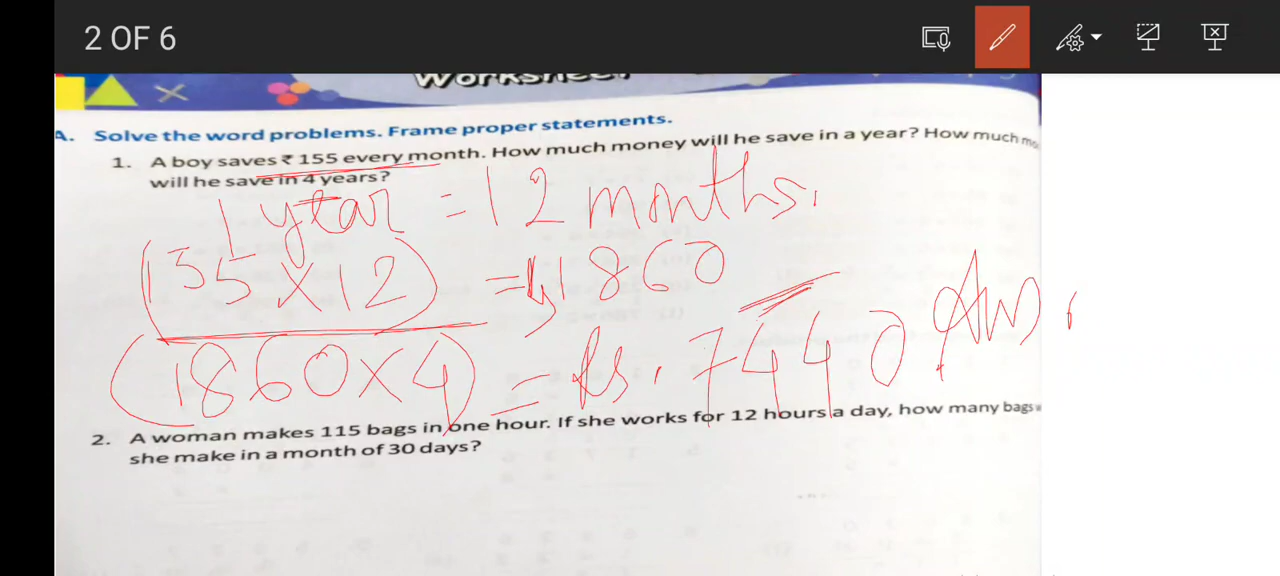 2 OF 6
Worksheet
A. Solve the word problems. Frame proper statements.
1. A boy saves ₹ 155 every month. How much money will he save in a year? How much
will he save in 4 years?
1 year = 12 months.
(155 × 12) = 1860
(1860 × 4) = Rs. 7440 Ans.
2. A woman makes 115 bags in one hour. If she works for 12 hours a day, how many bags
she make in a month of 30 days?